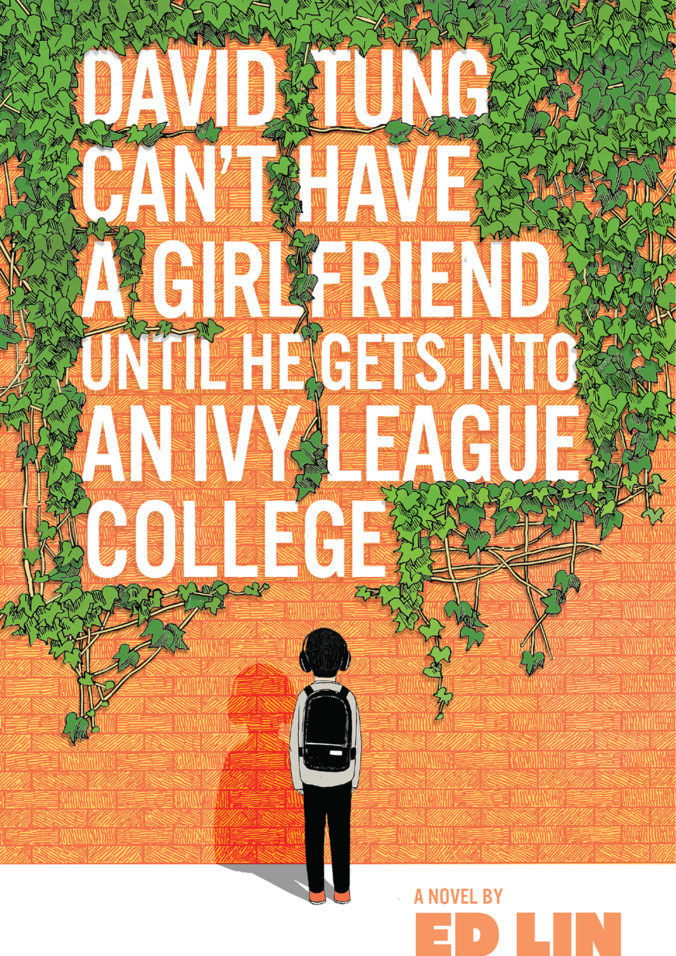 DAVID TUNG
CAN'T HAVE
A GIRLFRIEND
UNTIL HE GETS INTO
AN IVY LEAGUE
COLLEGE
A NOVEL BY
ED LIN